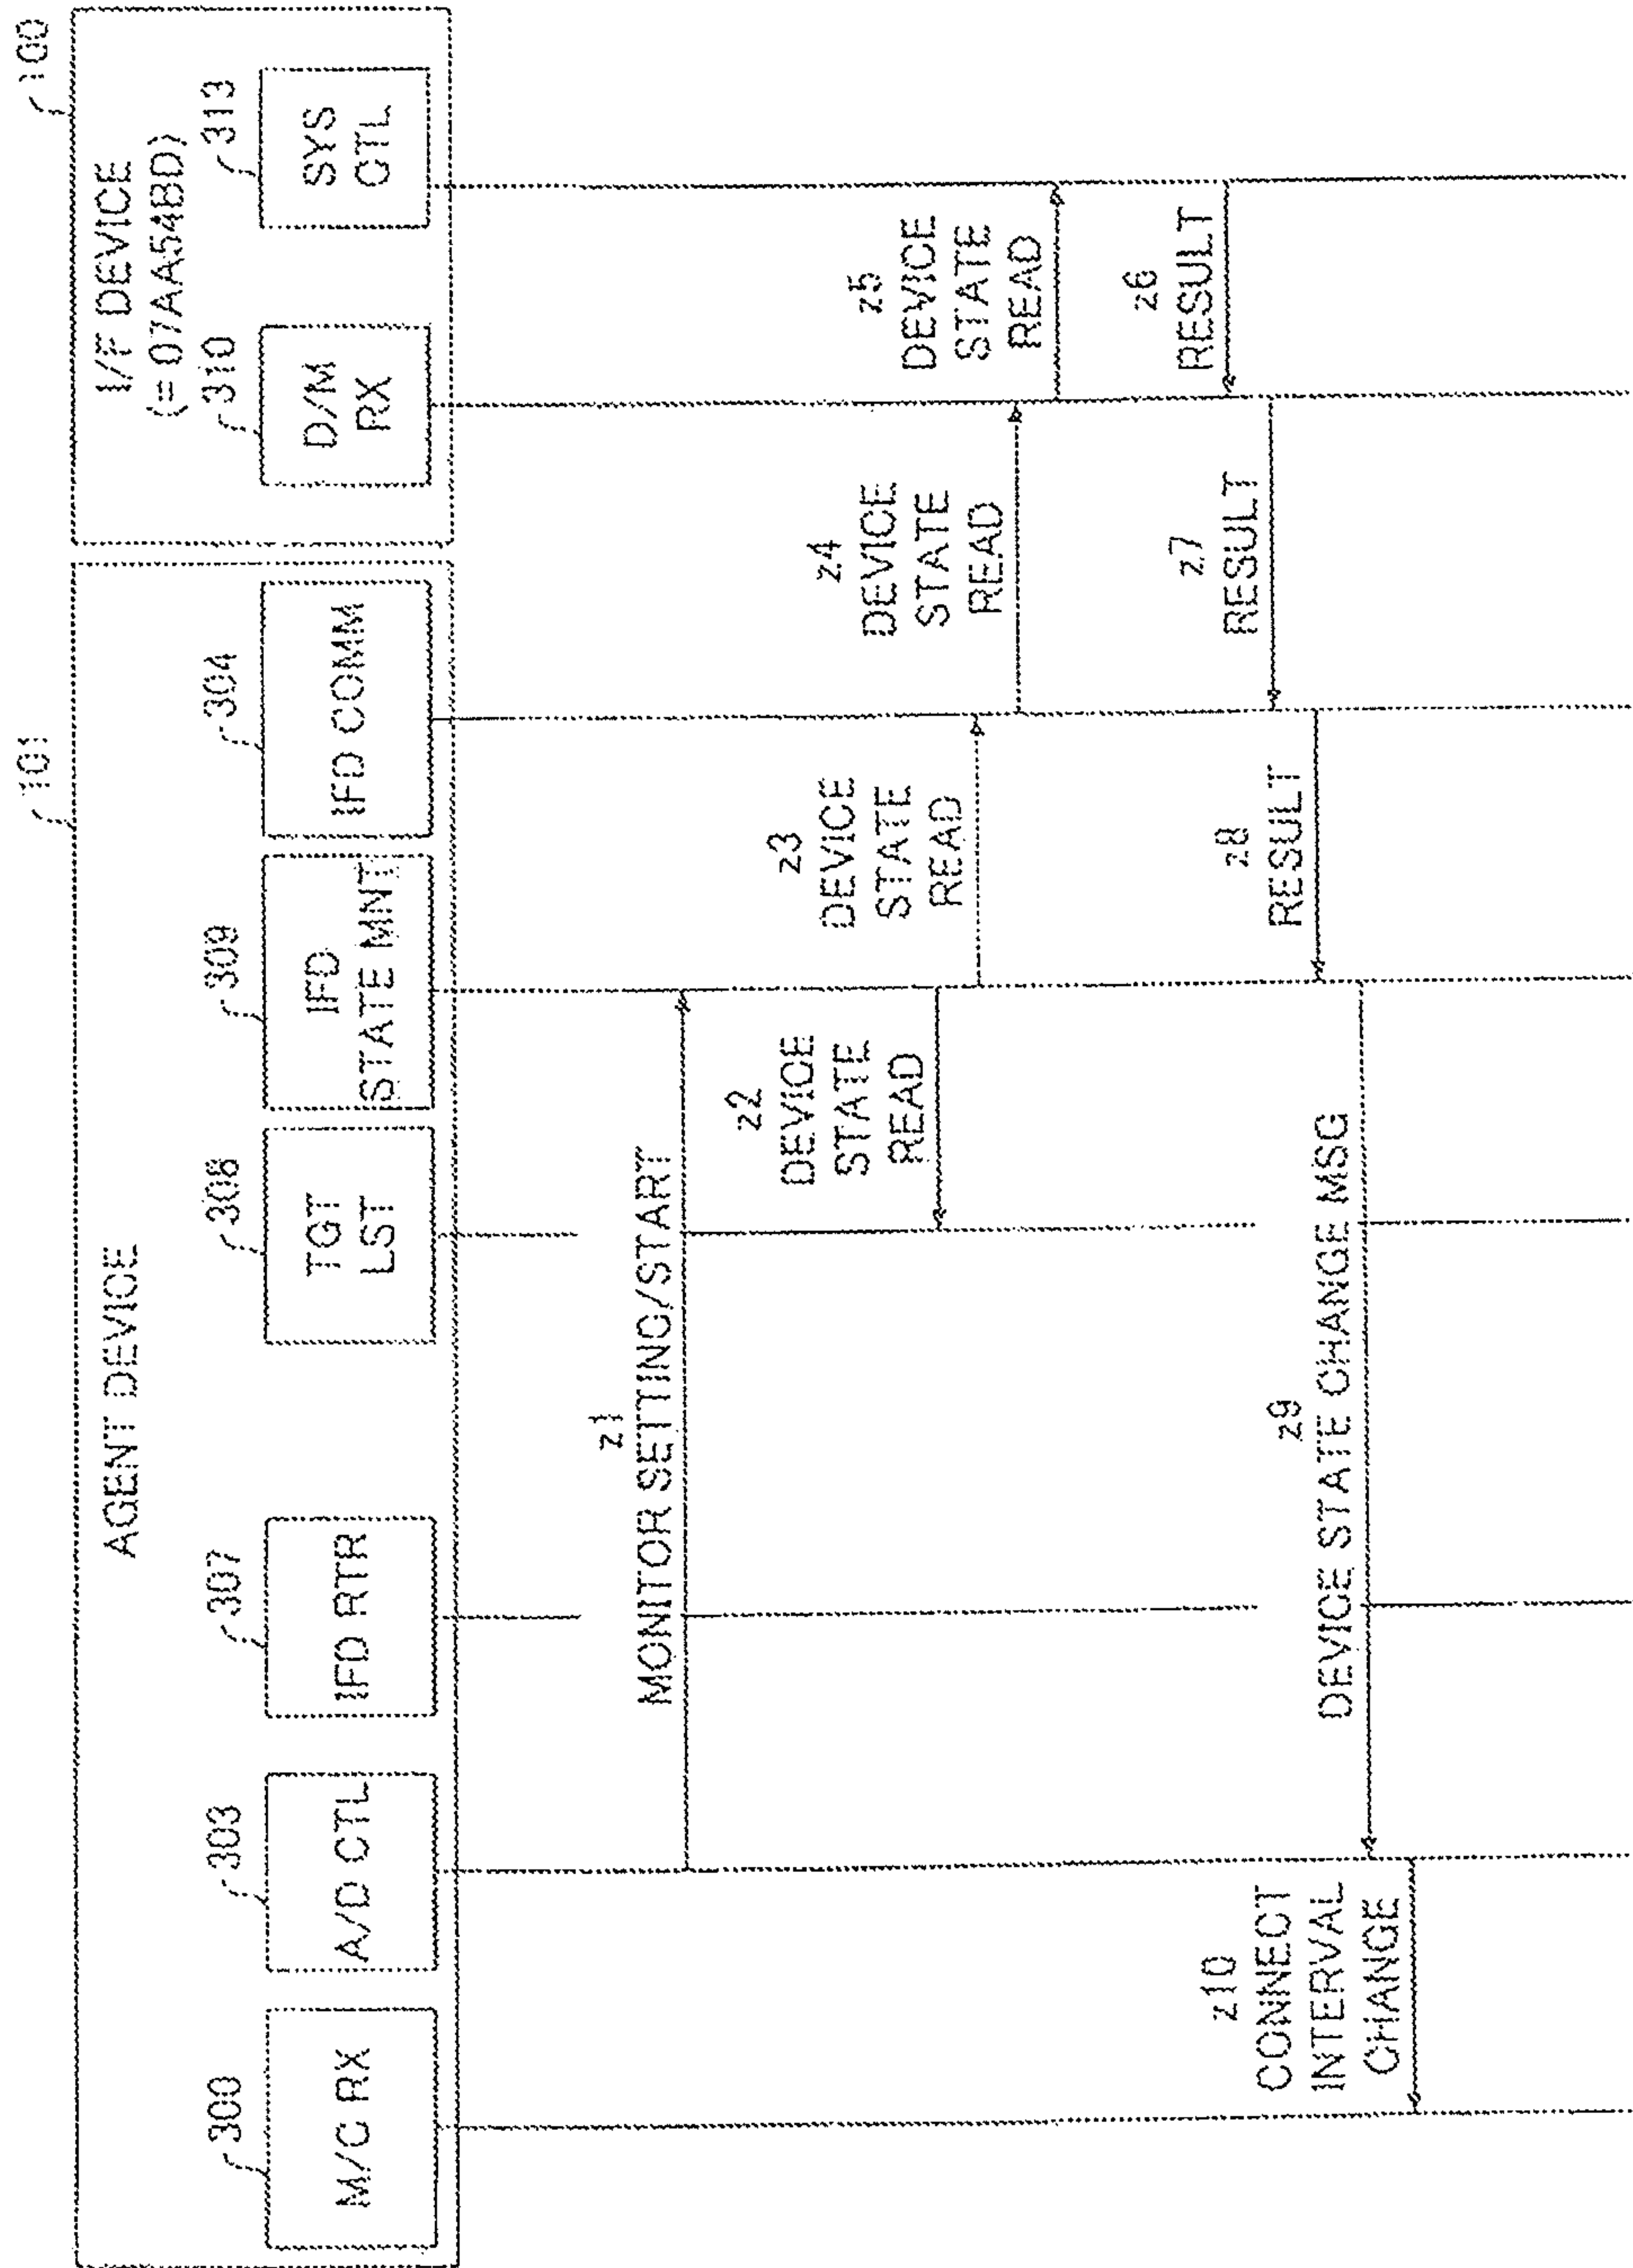 101
100
AGENT DEVICE
I/F DEVICE
(= 07AA54BD)
300
M/C RX
303
A/D CTL
307
IFD RTR
308
TGT
LST
309
IFD
STATE MNT
304
IFD COMM
310
D/M
RX
313
SYS
CTL
z1
MONITOR SETTING/START
z2
DEVICE
STATE
READ
z3
DEVICE
STATE
READ
z4
DEVICE
STATE
READ
z5
DEVICE
STATE
READ
z6
RESULT
z7
RESULT
z8
RESULT
z9
DEVICE STATE CHANGE MSG
z10
CONNECT
INTERVAL
CHANGE